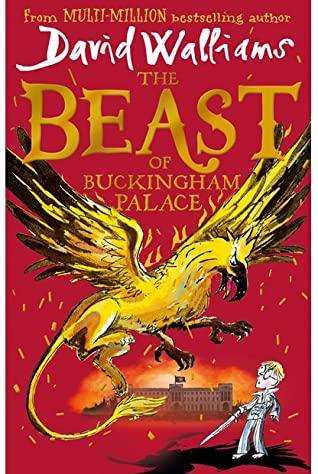 From MULTI-MILLION bestselling author
David Walliams
THE
BEAST
OF
BUCKINGHAM
PALACE